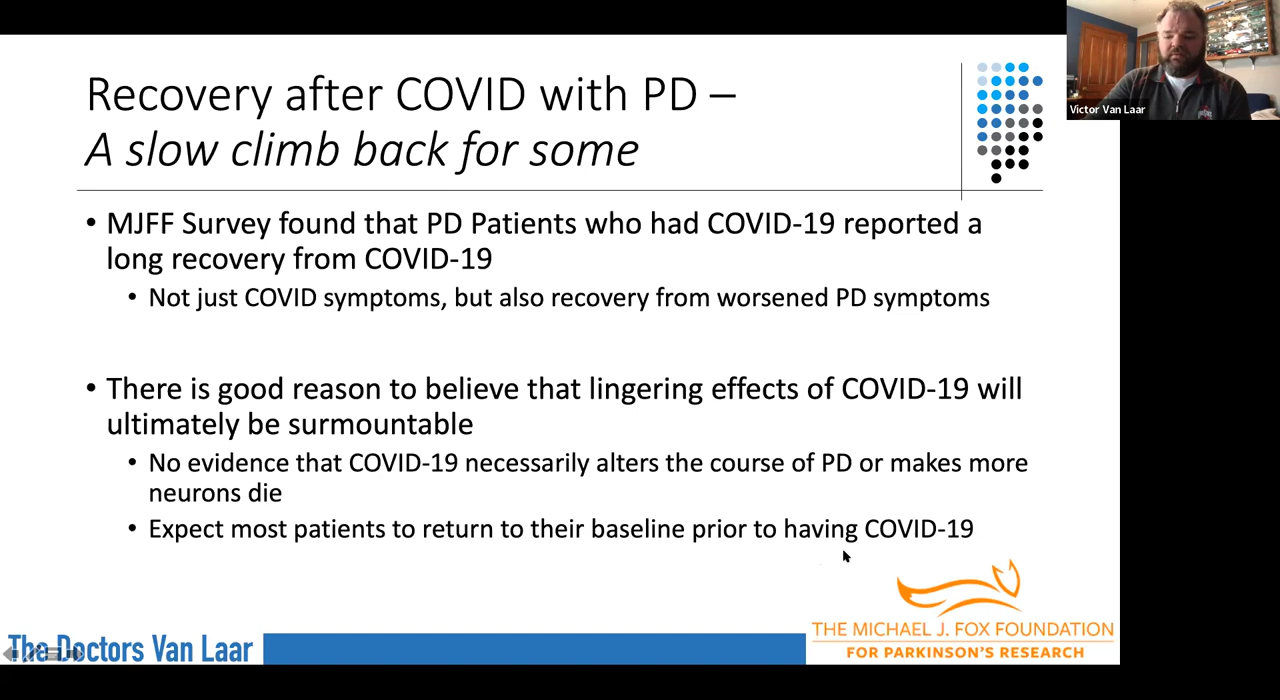 Recovery after COVID with PD –
A slow climb back for some
Victor Van Laar
• MJFF Survey found that PD Patients who had COVID-19 reported a
long recovery from COVID-19
• Not just COVID symptoms, but also recovery from worsened PD symptoms
• There is good reason to believe that lingering effects of COVID-19 will
ultimately be surmountable
• No evidence that COVID-19 necessarily alters the course of PD or makes more
neurons die
• Expect most patients to return to their baseline prior to having COVID-19
The Doctors Van Laar
THE MICHAEL J. FOX FOUNDATION
FOR PARKINSON'S RESEARCH